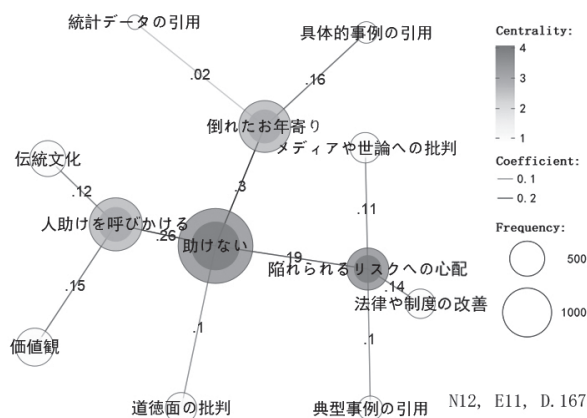 統計データの引用
具体的事例の引用
Centrality:
4
3
2
1
.02
.16
倒れたお年寄り
メディアや世論への批判
伝統文化
Coefficient:
0.1
0.2
.12
.3
.11
人助けを呼びかける
.26
助けない
.19
陥れられるリスクへの心配
Frequency:
500
1000
.15
.14
法律や制度の改善
.1
.1
価値観
道徳面の批判
典型事例の引用
N12, E11, D.167